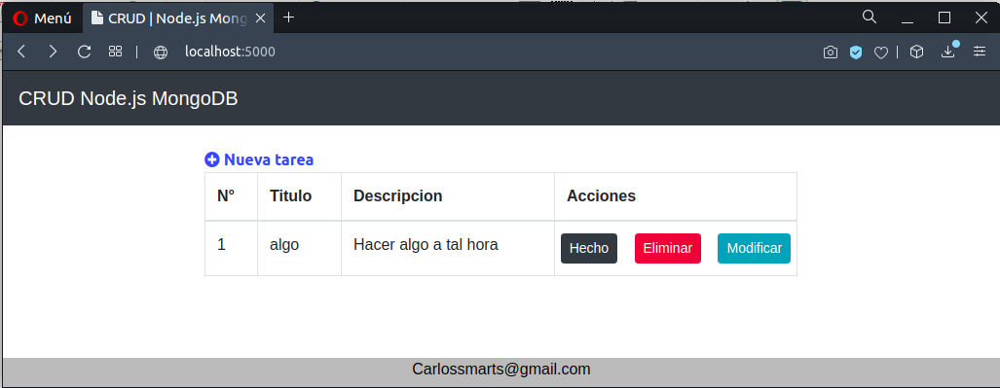 Menú
CRUD | Node.js Mong
localhost:5000
CRUD Node.js MongoDB
Nueva tarea
N° Titulo Descripcion Acciones
1 algo Hacer algo a tal hora Hecho Eliminar Modificar
Carlossmarts@gmail.com